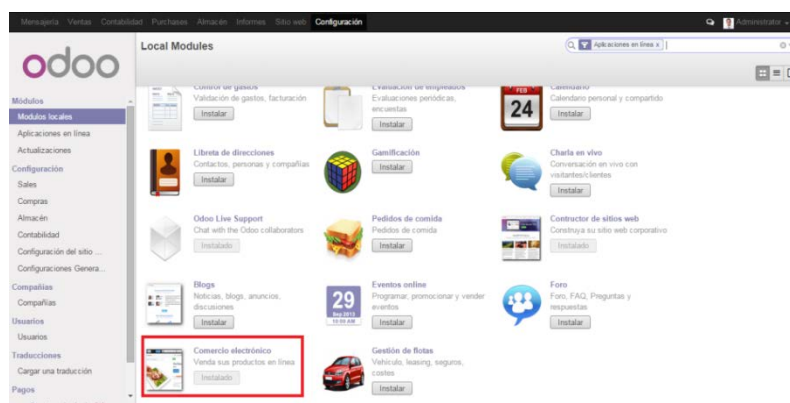 Mensajería Ventas Contabilidad Purchases Almacén Informes Sitio web Configuración
Administrator
odoo
Local Modules
Aplicaciones en línea x
Módulos
Modulos locales
Aplicaciones en línea
Actualizaciones
Configuración
Sales
Compras
Almacén
Contabilidad
Configuración del sitio ...
Configuraciones Genera...
Compañías
Compañías
Usuarios
Usuarios
Traducciones
Cargar una traducción
Pagos
Control de gastos
Validación de gastos, facturación
Instalar
Evaluación de empleados
Evaluaciones periódicas,
encuestas
Instalar
FEB
24
Calendario
Calendario personal y compartido
Instalar
Libreta de direcciones
Contactos, personas y compañías
Instalar
Gamificación
Instalar
Charla en vivo
Conversación en vivo con
visitantes/clientes
Instalar
Odoo Live Support
Chat with the Odoo collaborators
Instalado
Pedidos de comida
Pedidos de comida
Instalar
Contructor de sitios web
Construya su sitio web corporativo
Instalado
Blogs
Noticias, blogs, anuncios,
discusiones
Instalar
29
Sep 2013
Eventos online
Programar, promocionar y vender
eventos
Instalar
Foro
Foro, FAQ, Preguntas y
respuestas
Instalar
Comercio electrónico
Venda sus productos en línea
Instalado
Gestión de flotas
Vehículo, leasing, seguros,
costes
Instalar